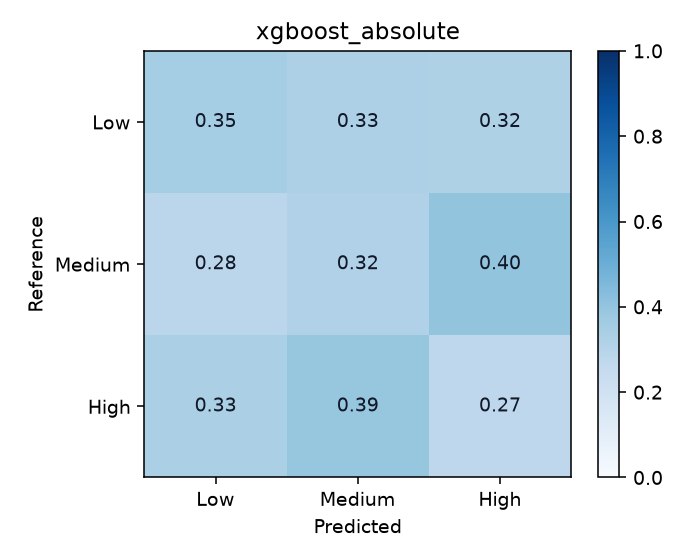 xgboost_absolute
1.0
Low 0.35 0.33 0.32
0.8
0.6
Reference
Medium 0.28 0.32 0.40
0.4
High 0.33 0.39 0.27
0.2
0.0
Low Medium High
Predicted